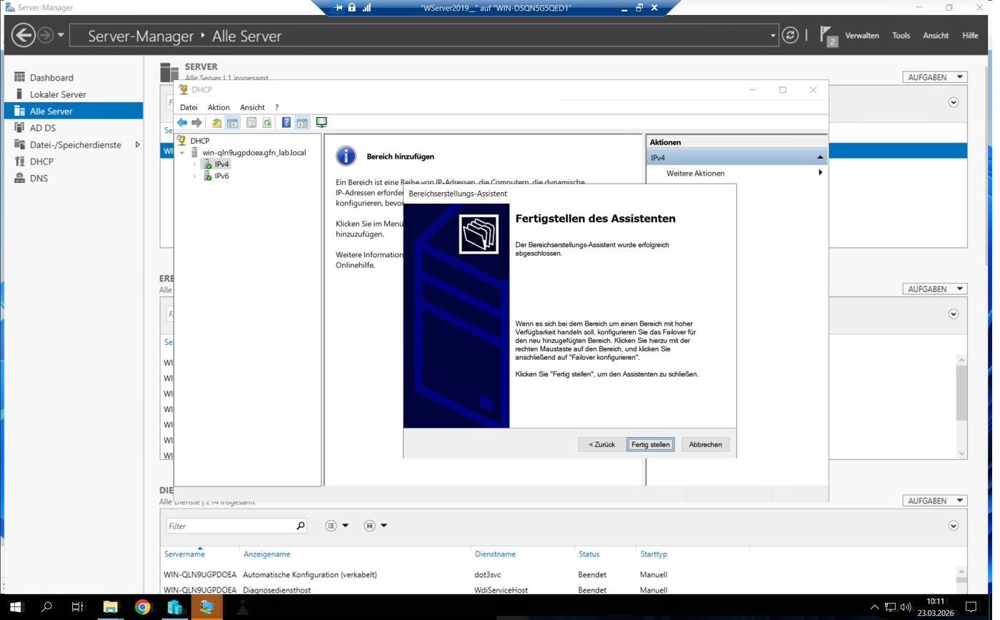 Server-Manager
"WServer2019__" auf "WIN-DSQN5G5QED1"
Server-Manager ‣ Alle Server
2
Verwalten
Tools
Ansicht
Hilfe
Dashboard
Lokaler Server
Alle Server
AD DS
Datei-/Speicherdienste
DHCP
DNS
SERVER
Alle Server | 1 insgesamt
AUFGABEN
DHCP
Datei
Aktion
Ansicht
?
DHCP
win-qln9ugpdoea.gfn_lab.local
IPv4
IPv6
Bereich hinzufügen
Ein Bereich ist eine Reihe von IP-Adressen, die Computern, die dynamische
IP-Adressen
konfigurieren,
Klicken Sie im
hinzuzufügen.
Weitere
Onlinehilfe.
Aktionen
IPv4
Weitere Aktionen
Bereichserstellungs-Assistent
Fertigstellen des Assistenten
Der Bereichserstellungs-Assistent wurde erfolgreich
abgeschlossen.
Wenn es sich bei dem Bereich um einen Bereich mit hoher
Verfügbarkeit handeln soll, konfigurieren Sie das Failover für
den neu hinzugefügten Bereich. Klicken Sie hierzu mit der
rechten Maustaste auf den Bereich, und klicken Sie
anschließend auf "Failover konfigurieren".
Klicken Sie "Fertig stellen", um den Assistenten zu schließen.
< Zurück
Fertig stellen
Abbrechen
Se
WI
ERE
Alle
AUFGABEN
Se
WI
WI
WI
WI
WI
WI
WI
DIE
Alle Dienste | 214 insgesamt
AUFGABEN
Filter
Servername
Anzeigename
Dienstname
Status
Starttyp
WIN-QLN9UGPDOEA Automatische Konfiguration (verkabelt) dot3svc Beendet Manuell
WIN-QLN9UGPDOEA Diagnosediensthost WdiServiceHost Beendet Manuell
10:11
23.03.2026